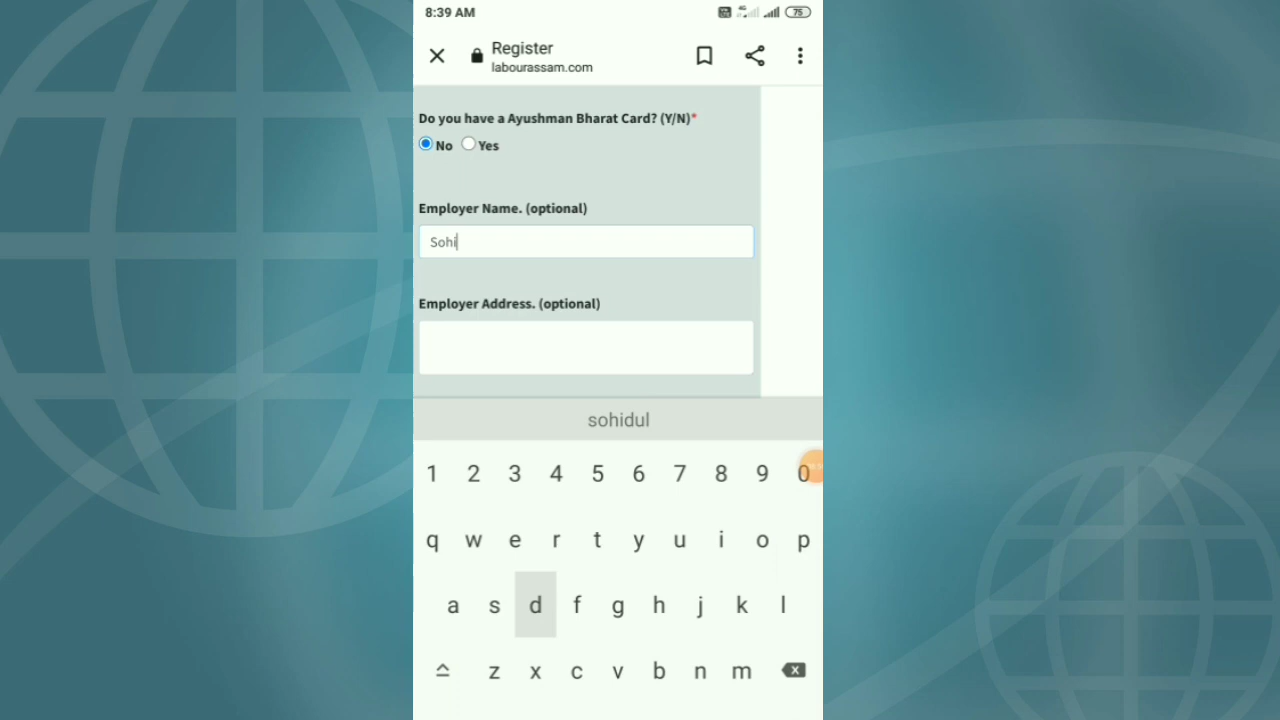 8:39 AM
75
Register
labourassam.com
Do you have a Ayushman Bharat Card? (Y/N)*
No Yes
Employer Name. (optional)
Sohi
Employer Address. (optional)
sohidul
1 2 3 4 5 6 7 8 9 0
q w e r t y u i o p
a s d f g h j k l
z x c v b n m